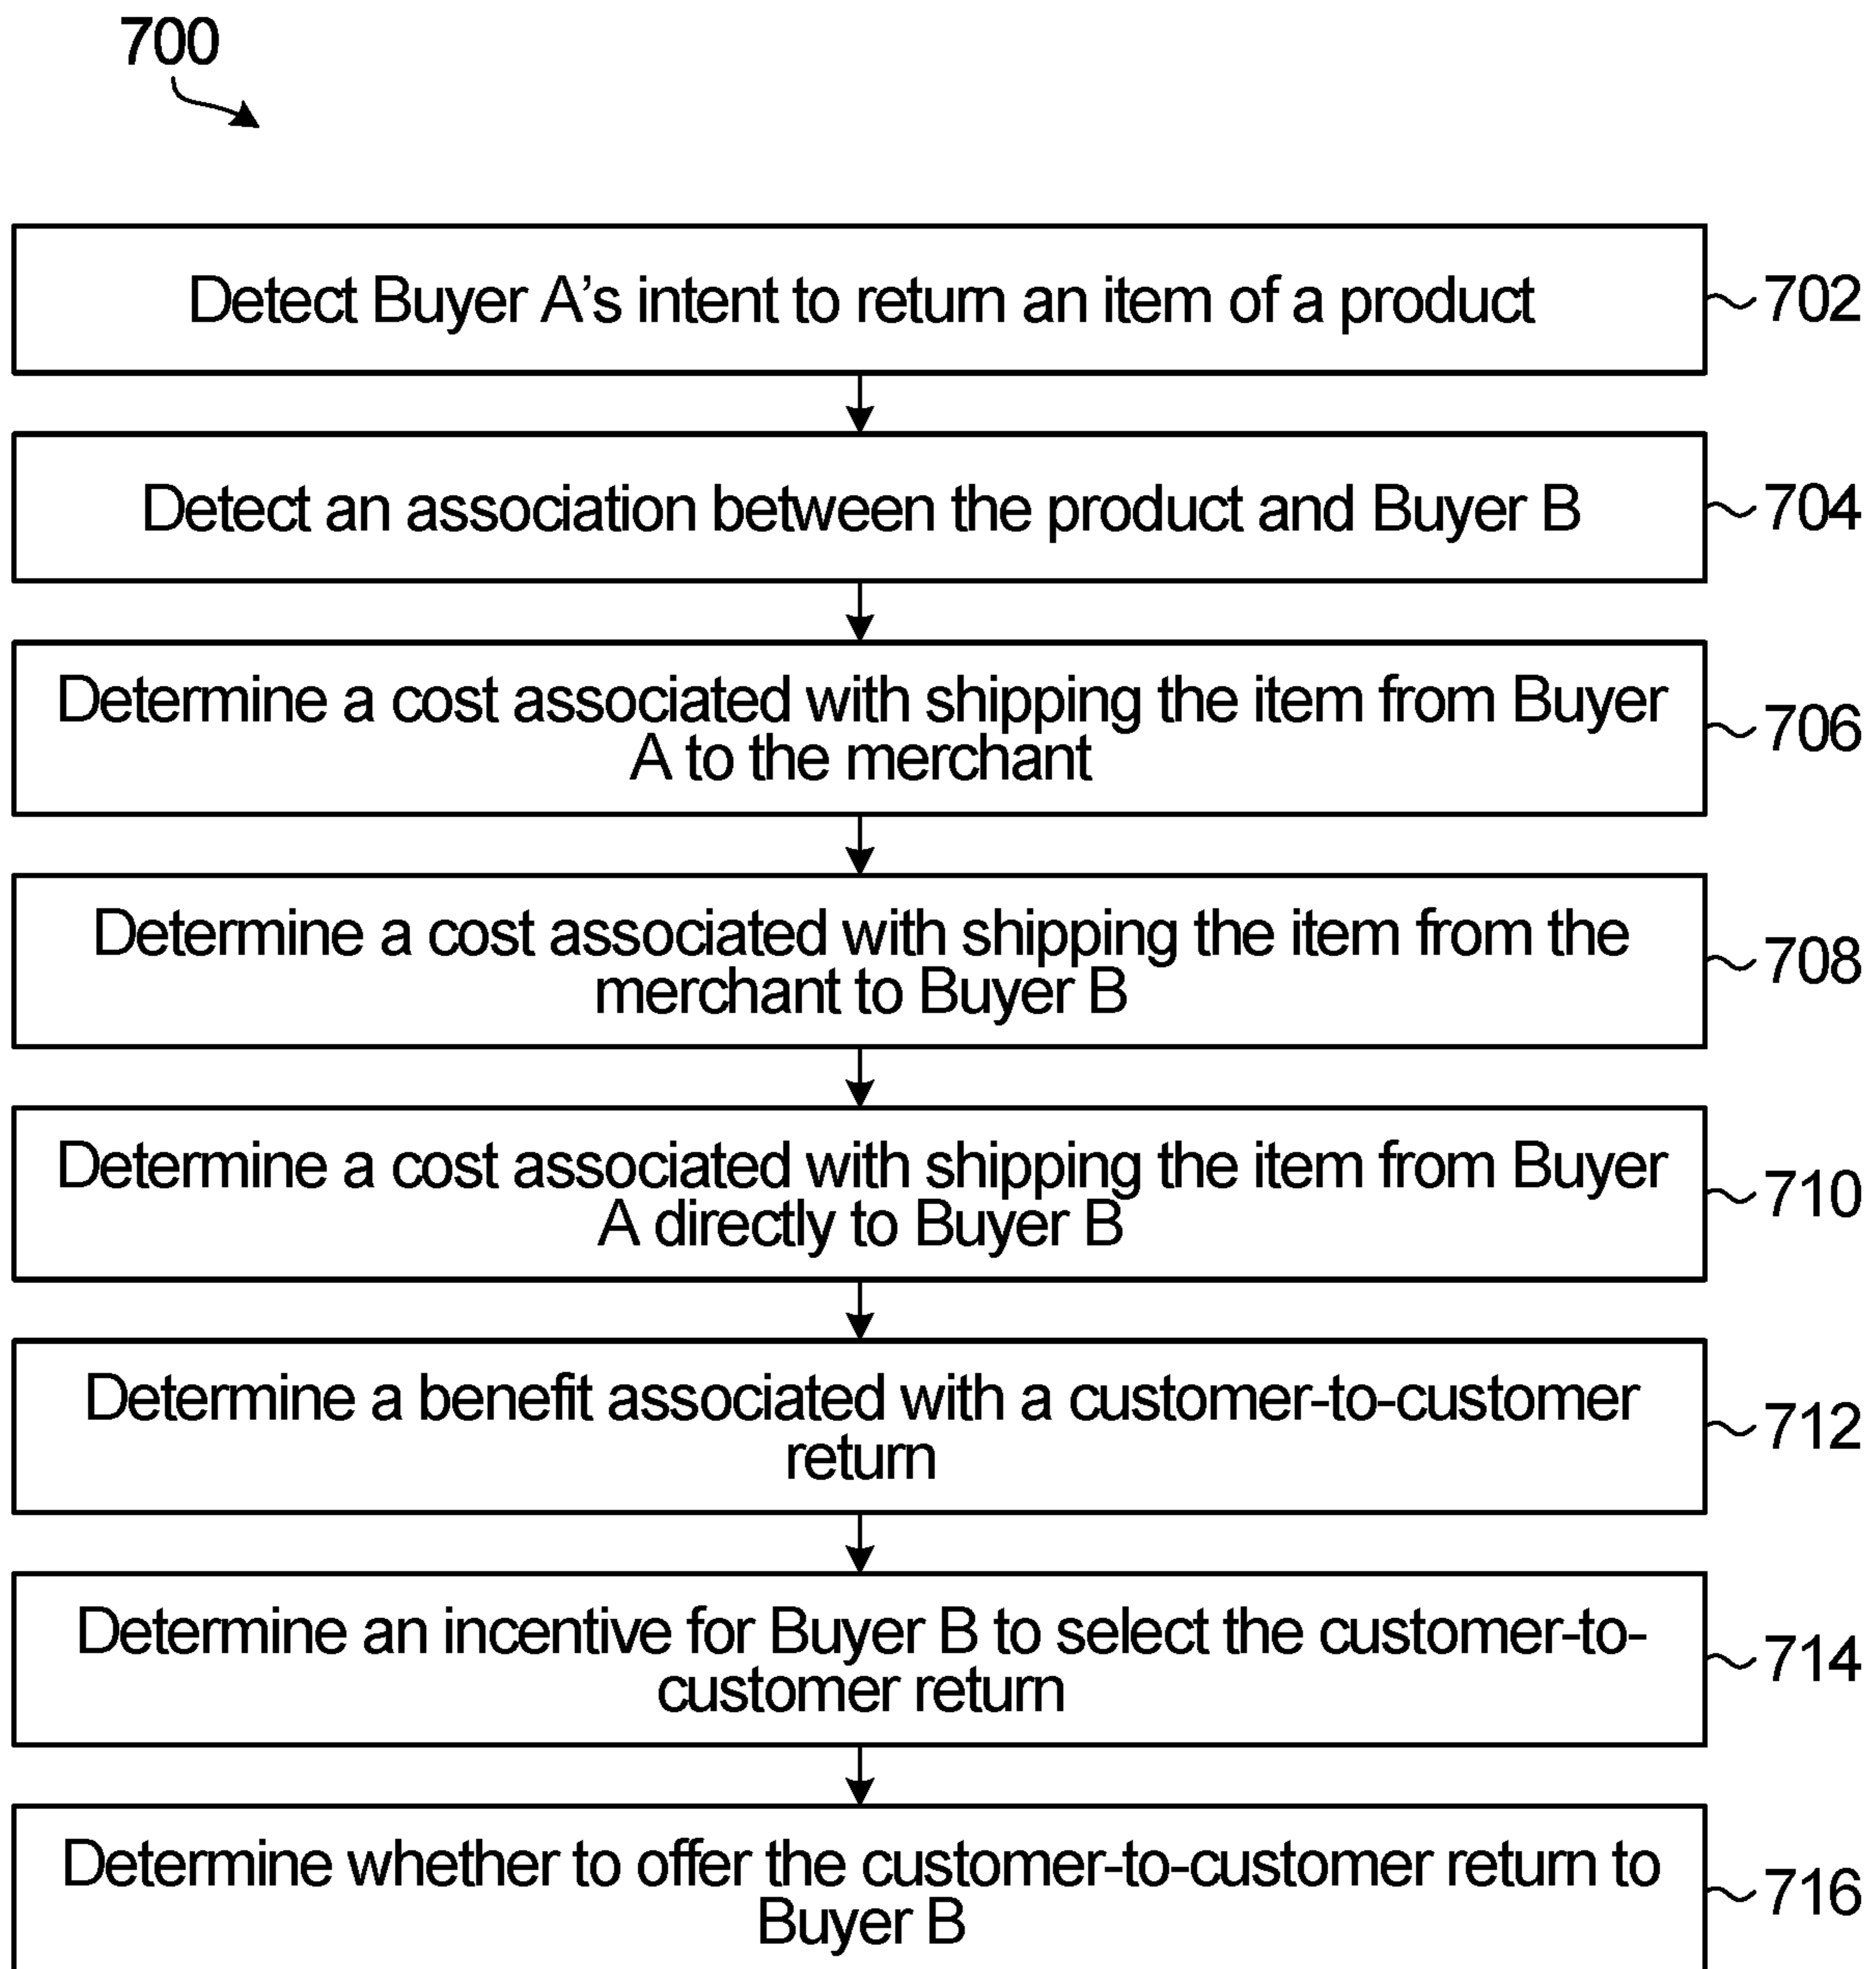 700
Detect Buyer A’s intent to return an item of a product
702
Detect an association between the product and Buyer B
704
Determine a cost associated with shipping the item from Buyer
A to the merchant
706
Determine a cost associated with shipping the item from the
merchant to Buyer B
708
Determine a cost associated with shipping the item from Buyer
A directly to Buyer B
710
Determine a benefit associated with a customer-to-customer
return
712
Determine an incentive for Buyer B to select the customer-to-
customer return
714
Determine whether to offer the customer-to-customer return to
Buyer B
716